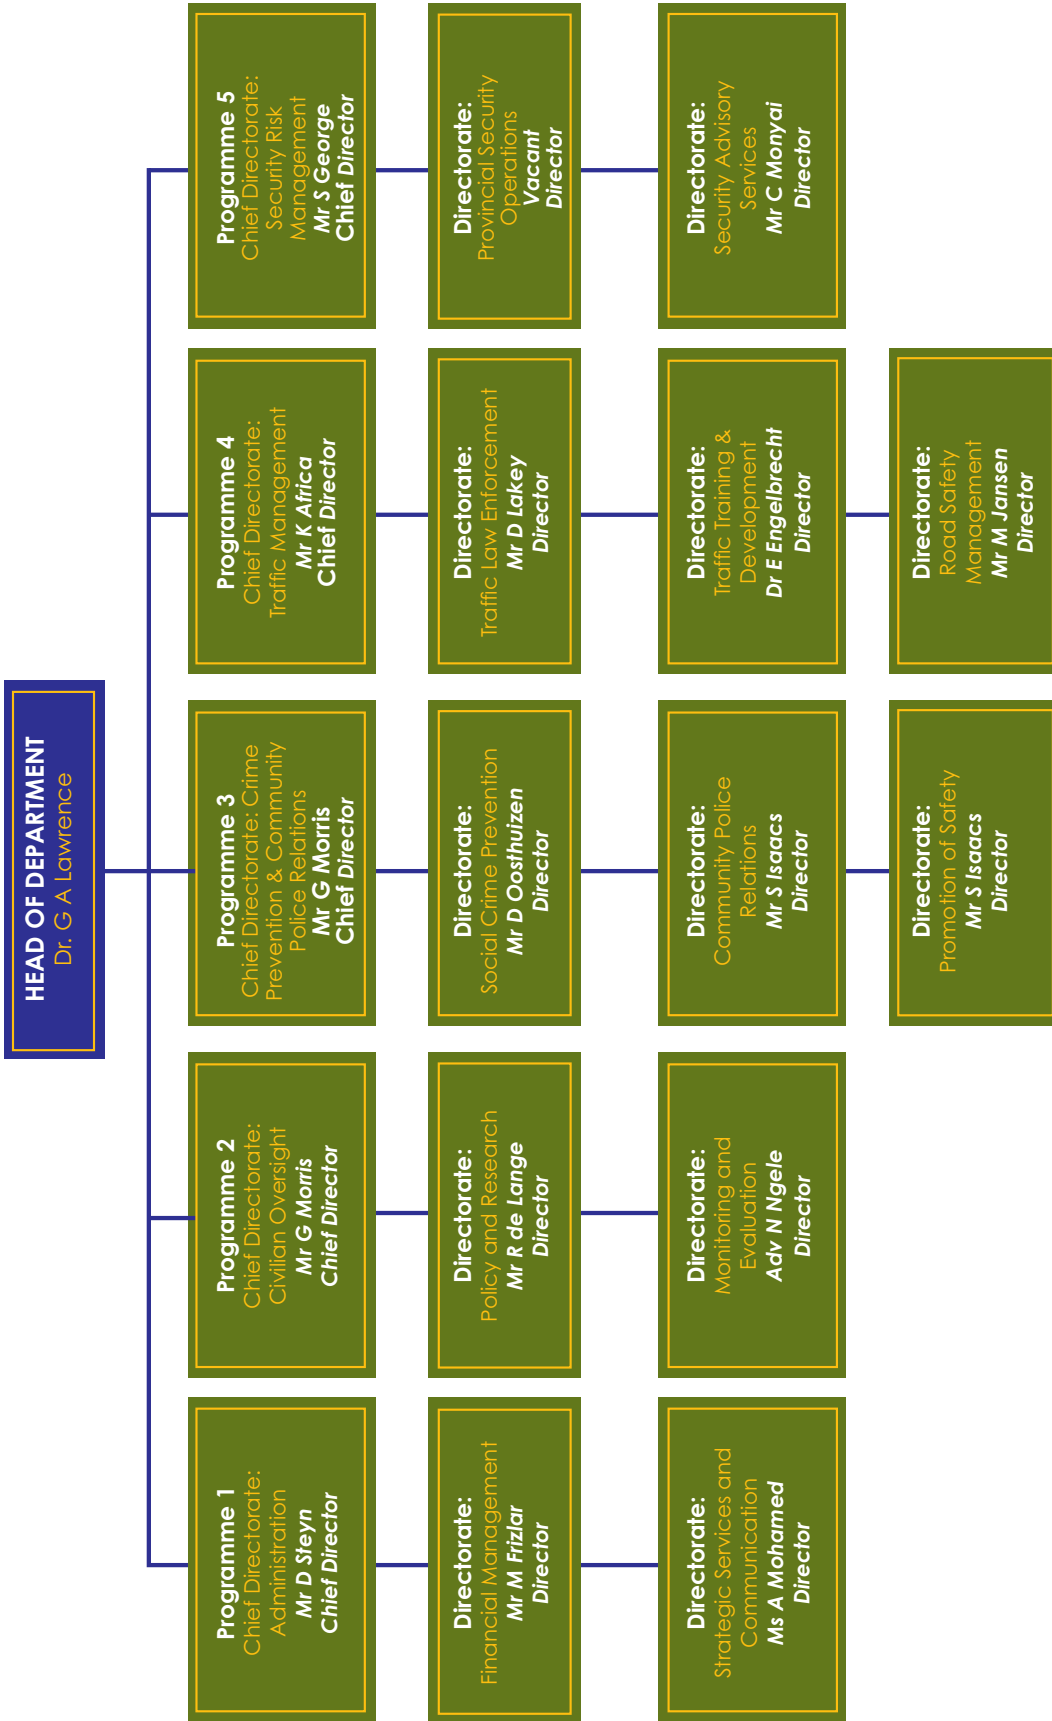 HEAD OF DEPARTMENT
Dr. G A Lawrence
Programme 1
Chief Directorate:
Administration
Mr D Steyn
Chief Director
Programme 2
Chief Directorate:
Civilian Oversight
Mr G Morris
Chief Director
Programme 3
Chief Directorate: Crime
Prevention & Community
Police Relations
Mr G Morris
Chief Director
Programme 4
Chief Directorate:
Traffic Management
Mr K Africa
Chief Director
Programme 5
Chief Directorate:
Security Risk
Management
Mr S George
Chief Director
Directorate:
Financial Management
Mr M Frizlar
Director
Directorate:
Policy and Research
Mr R de Lange
Director
Directorate:
Social Crime Prevention
Mr D Oosthuizen
Director
Directorate:
Traffic Law Enforcement
Mr D Lakey
Director
Directorate:
Provincial Security
Operations
Vacant
Director
Directorate:
Strategic Services and
Communication
Ms A Mohamed
Director
Directorate:
Monitoring and
Evaluation
Adv N Ngele
Director
Directorate:
Community Police
Relations
Mr S Isaacs
Director
Directorate:
Traffic Training &
Development
Dr E Engelbrecht
Director
Directorate:
Security Advisory
Services
Mr C Monyai
Director
Directorate:
Promotion of Safety
Mr S Isaacs
Director
Directorate:
Road Safety
Management
Mr M Jansen
Director